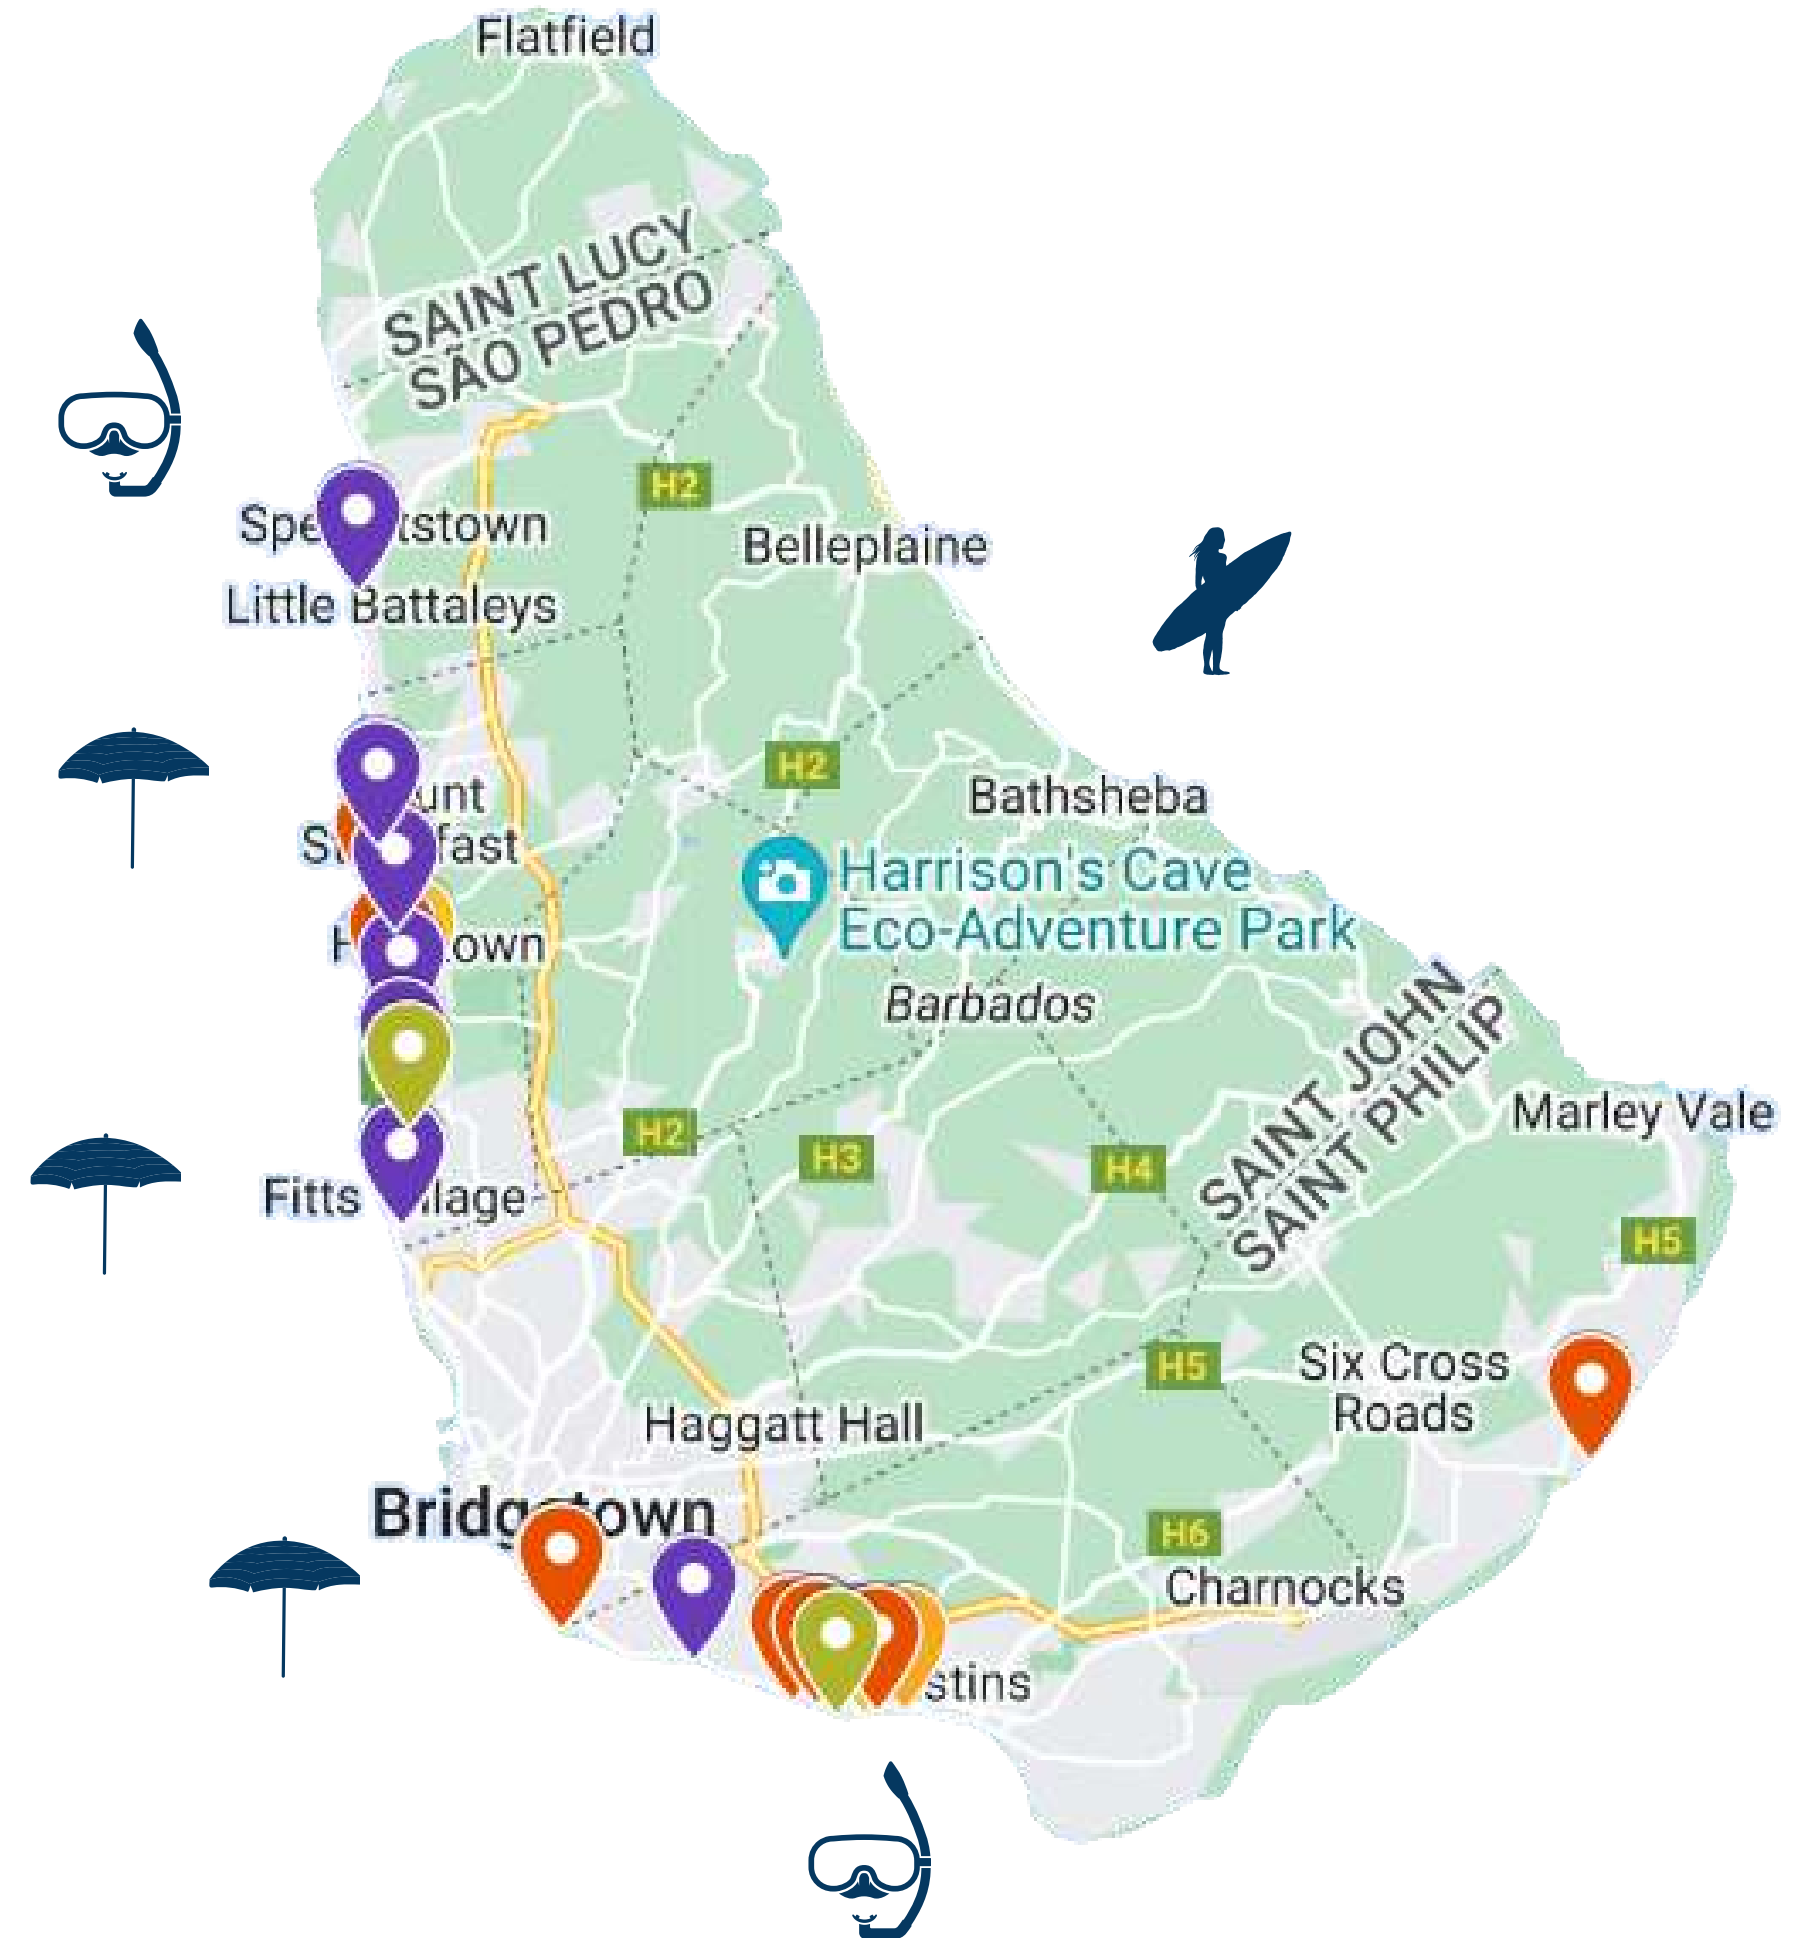 Flatfield
SAINT LUCY
SÃO PEDRO
H2
Belleplaine
Little Battaleys
H2
Bathsheba
Harrison's Cave
Eco-Adventure Park
Barbados
SAINT JOHN
SAINT PHILIP
Marley Vale
H2
H3
H4
Fitts
H5
H5
Six Cross
Roads
Haggatt Hall
H6
Charnocks